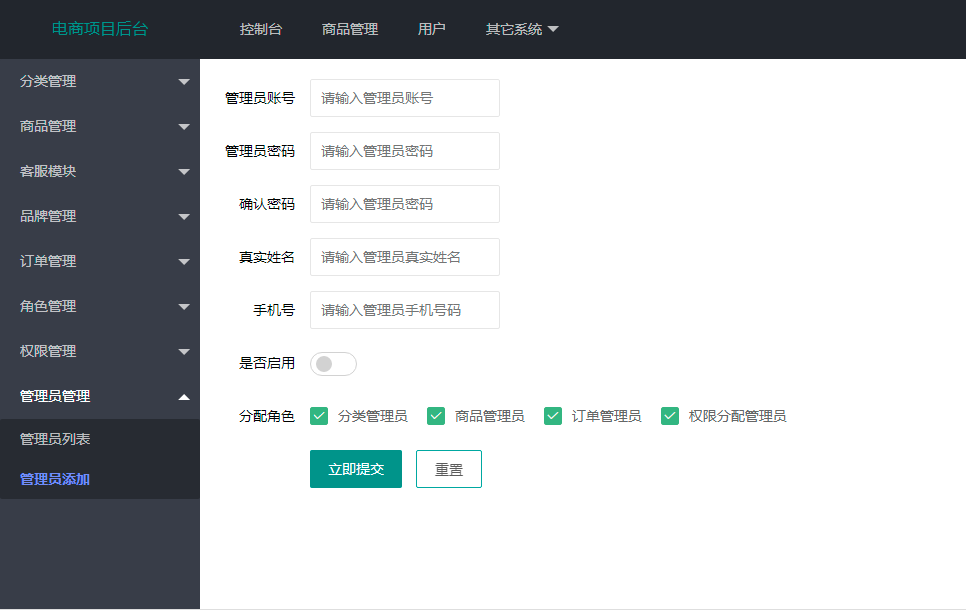 电商项目后台 控制台 商品管理 用户 其它系统
分类管理
商品管理
客服模块
品牌管理
订单管理
角色管理
权限管理
管理员管理
管理员列表
管理员添加
管理员账号 请输入管理员账号
管理员密码 请输入管理员密码
确认密码 请输入管理员密码
真实姓名 请输入管理员真实姓名
手机号 请输入管理员手机号码
是否启用
分配角色 分类管理员 商品管理员 订单管理员 权限分配管理员
立即提交 重置